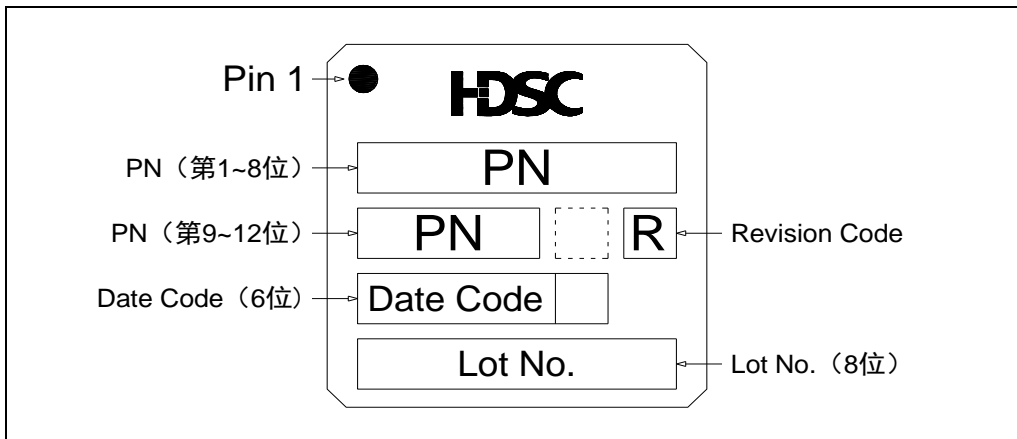 Pin 1
HDSC
PN（第1~8位）
PN
PN（第9~12位）
PN
R
Revision Code
Date Code（6位）
Date Code
Lot No.
Lot No.（8位）